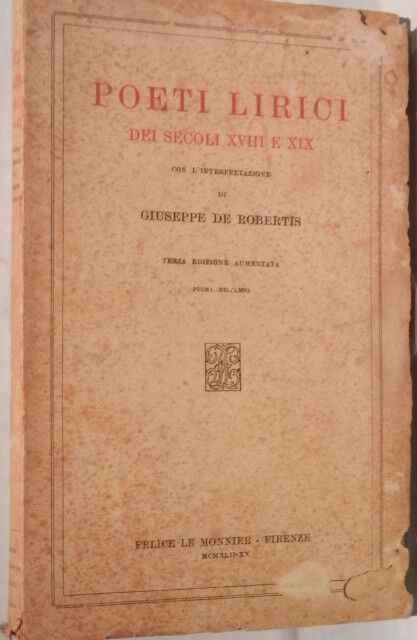 POETI LIRICI
DEI SECOLI XVIII E XIX
CON L'INTERPRETAZIONE
DI
GIUSEPPE DE ROBERTIS
TERZA EDIZIONE AUMENTATA
PRIMA RISTAMPA
FELICE LE MONNIER - FIRENZE
MCMXLII-XX